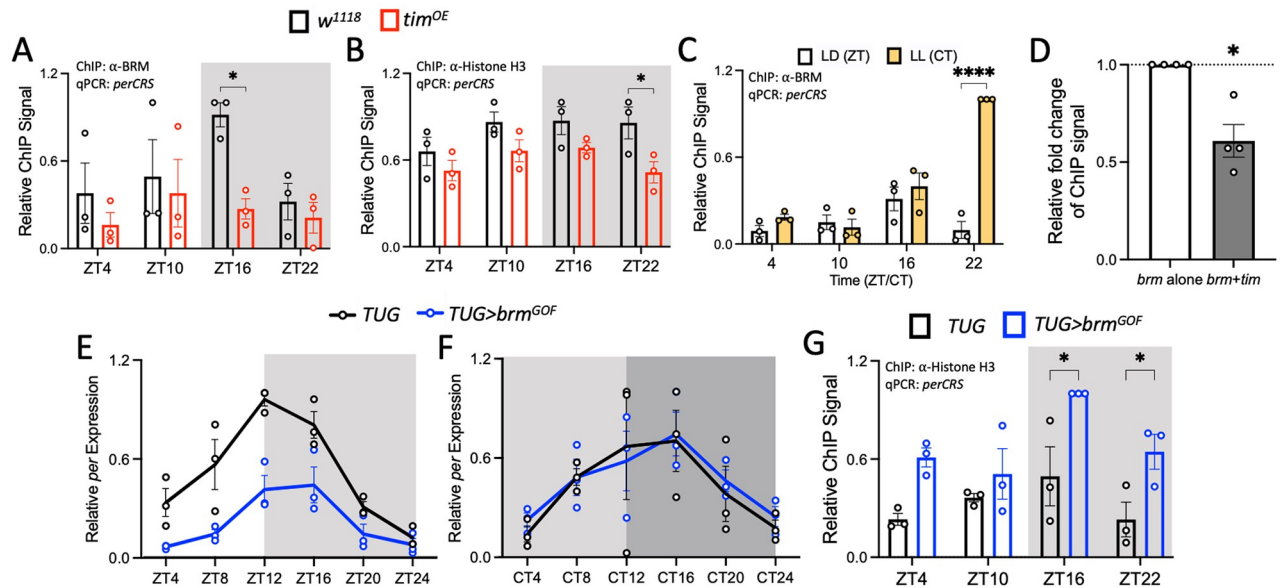 w1118 timOE
A
ChIP: α-BRM
qPCR: perCRS
Relative ChIP Signal
1.2
0.6
0.0
*
ZT4 ZT10 ZT16 ZT22
B
ChIP: α-Histone H3
qPCR: perCRS
Relative ChIP Signal
1.2
0.6
0.0
*
ZT4 ZT10 ZT16 ZT22
C
LD (ZT) LL (CT)
ChIP: α-BRM
qPCR: perCRS
Relative ChIP Signal
1.2
0.6
0.0
****
4 10 16 22
Time (ZT/CT)
D
Relative fold change
of ChIP signal
1.0
0.5
0.0
*
brm alone brm+tim
TUG TUG>brmGOF
E
Relative per Expression
1.2
0.6
0.0
ZT4 ZT8 ZT12 ZT16 ZT20 ZT24
F
Relative per Expression
1.2
0.6
0.0
CT4 CT8 CT12 CT16 CT20 CT24
G
TUG TUG>brmGOF
ChIP: α-Histone H3
qPCR: perCRS
Relative ChIP Signal
1.2
0.6
0.0
* *
ZT4 ZT10 ZT16 ZT22